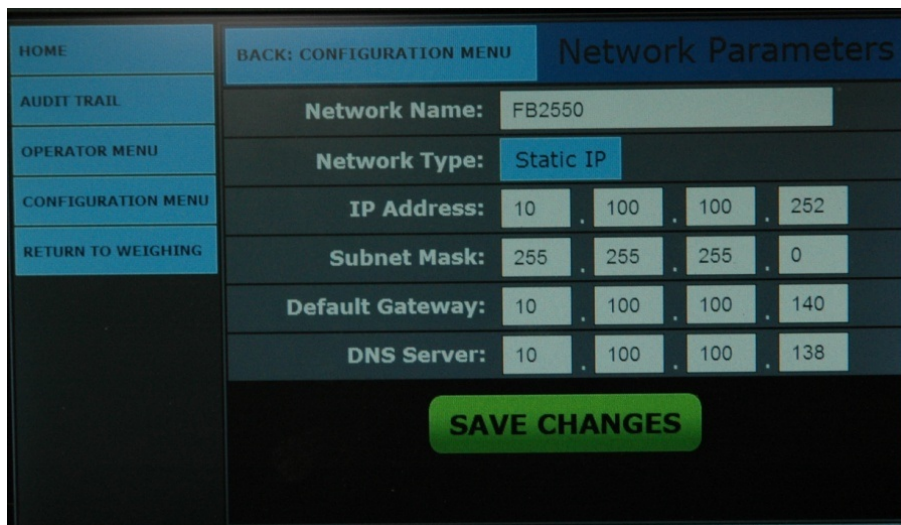 HOME
AUDIT TRAIL
OPERATOR MENU
CONFIGURATION MENU
RETURN TO WEIGHING
BACK: CONFIGURATION MENU
Network Parameters
Network Name: FB2550
Network Type: Static IP
IP Address: 10 . 100 . 100 . 252
Subnet Mask: 255 . 255 . 255 . 0
Default Gateway: 10 . 100 . 100 . 140
DNS Server: 10 . 100 . 100 . 138
SAVE CHANGES